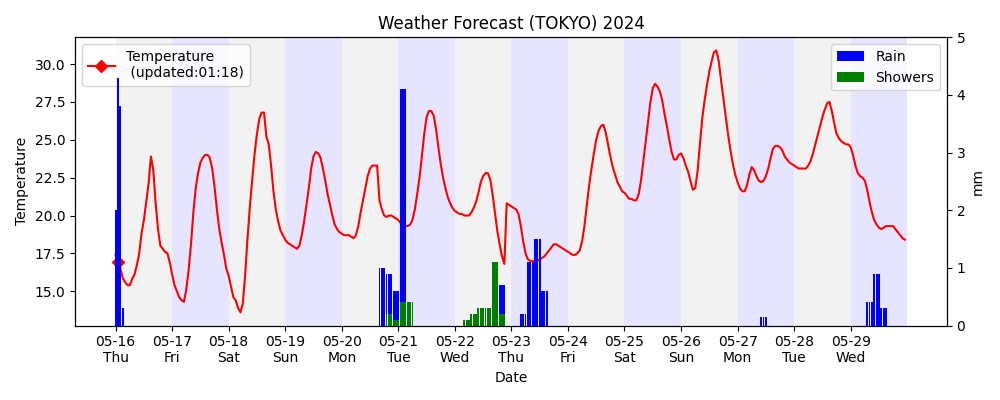 Weather Forecast (TOKYO) 2024
Temperature
(updated:01:18)
Rain
Showers
Temperature
30.0
27.5
25.0
22.5
20.0
17.5
15.0
5
4
3
2
1
0
mm
05-16 05-17 05-18 05-19 05-20 05-21 05-22 05-23 05-24 05-25 05-26 05-27 05-28 05-29
Thu Fri Sat Sun Mon Tue Wed Thu Fri Sat Sun Mon Tue Wed
Date